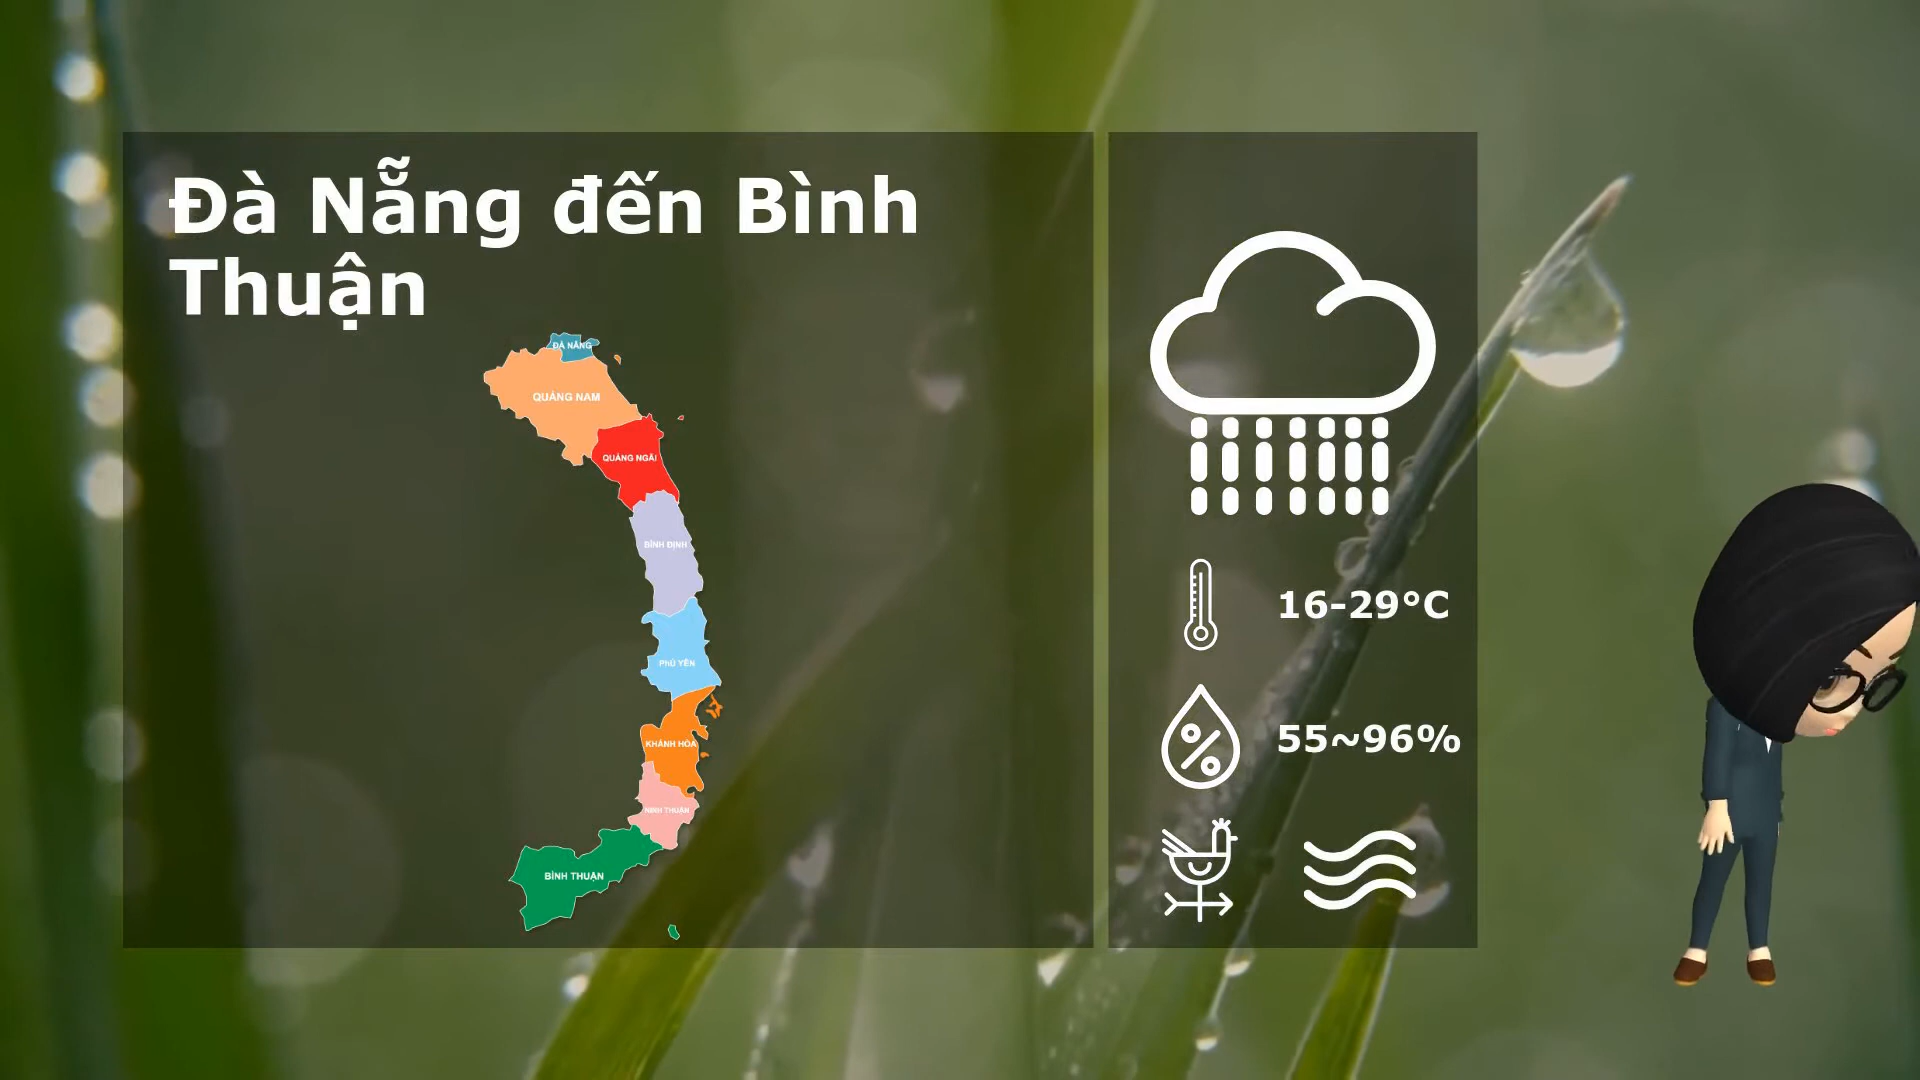 Đà Nẵng đến Bình
Thuận
ĐÀ NẴNG
QUẢNG NAM
QUẢNG NGÃI
BÌNH ĐỊNH
PHÚ YÊN
KHÁNH HÒA
NINH THUẬN
BÌNH THUẬN
16-29°C
55~96%